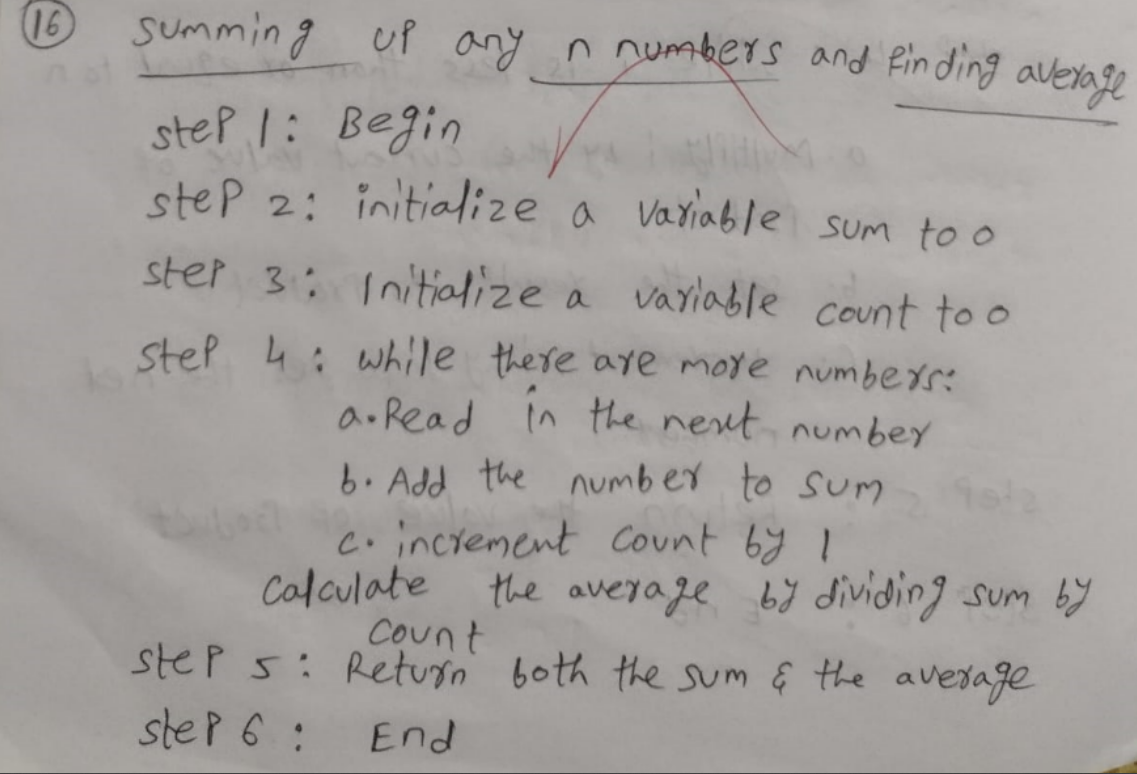 16 Summing up any n numbers and finding average
step 1: Begin
step 2: initialize a variable sum to 0
step 3: Initialize a variable count to 0
step 4: while there are more numbers:
a. Read in the next number
b. Add the number to sum
c. increment count by 1
Calculate the average by dividing sum by
count
step 5: Return both the sum & the average
step 6: End